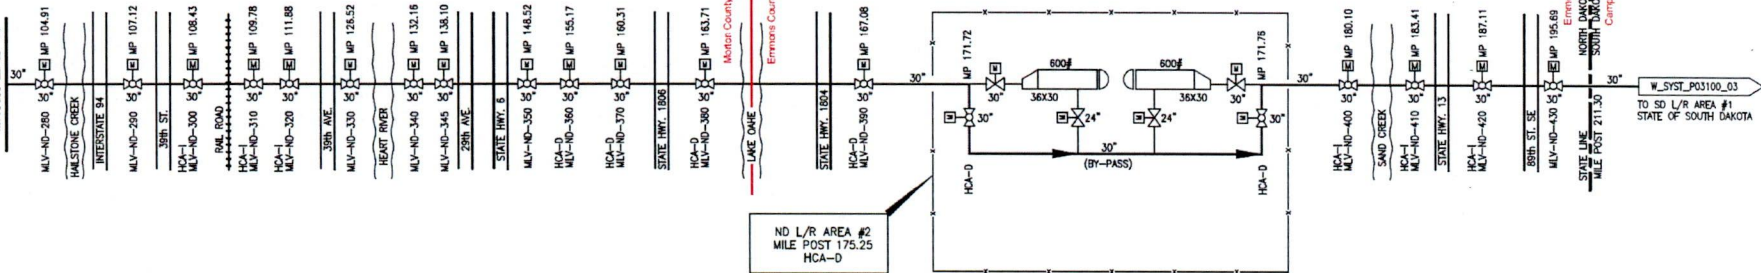 30"
MP 104.91
30"
MLV-ND-280
HAILSTONE CREEK
INTERSTATE 94
MP 107.12
30"
MLV-ND-290
39th ST.
MP 108.43
30"
HCA-I
MLV-ND-300
RAIL ROAD
MP 109.78
30"
HCA-I
MLV-ND-310
MP 111.88
30"
HCA-I
MLV-ND-320
39th AVE.
MP 126.52
30"
MLV-ND-330
HEART RIVER
MP 132.16
30"
MLV-ND-340
MP 138.10
30"
MLV-ND-345
29th AVE.
STATE HWY. 6
MP 148.52
30"
MLV-ND-350
MP 155.17
30"
HCA-D
MLV-ND-360
MP 160.31
30"
HCA-D
MLV-ND-370
STATE HWY. 1806
MP 163.71
30"
HCA-D
MLV-ND-380
Morton County
Emmons
LAKE OAHE
STATE HWY. 1804
MP 167.08
30"
HCA-D
MLV-ND-390
30"
MP 171.72
30"
M
30"
HCA-D
600#
36X30
M
24"
600#
36X30
M
24"
30"
(BY-PASS)
30"
MP 171.76
M
30"
HCA-D
30"
ND L/R AREA #2
MILE POST 175.25
HCA-D
MP 180.10
30"
HCA-I
MLV-ND-400
SAND CREEK
MP 183.41
30"
HCA-I
MLV-ND-410
STATE HWY. 13
MP 187.11
30"
HCA-I
MLV-ND-420
89th ST. SE
MP 195.69
30"
MLV-ND-430
STATE LINE
MILE POST 211.30
NORTH
SOUTH
30"
W_SYST_P03100_03
TO SD L/R AREA #1
STATE OF SOUTH DAKOTA